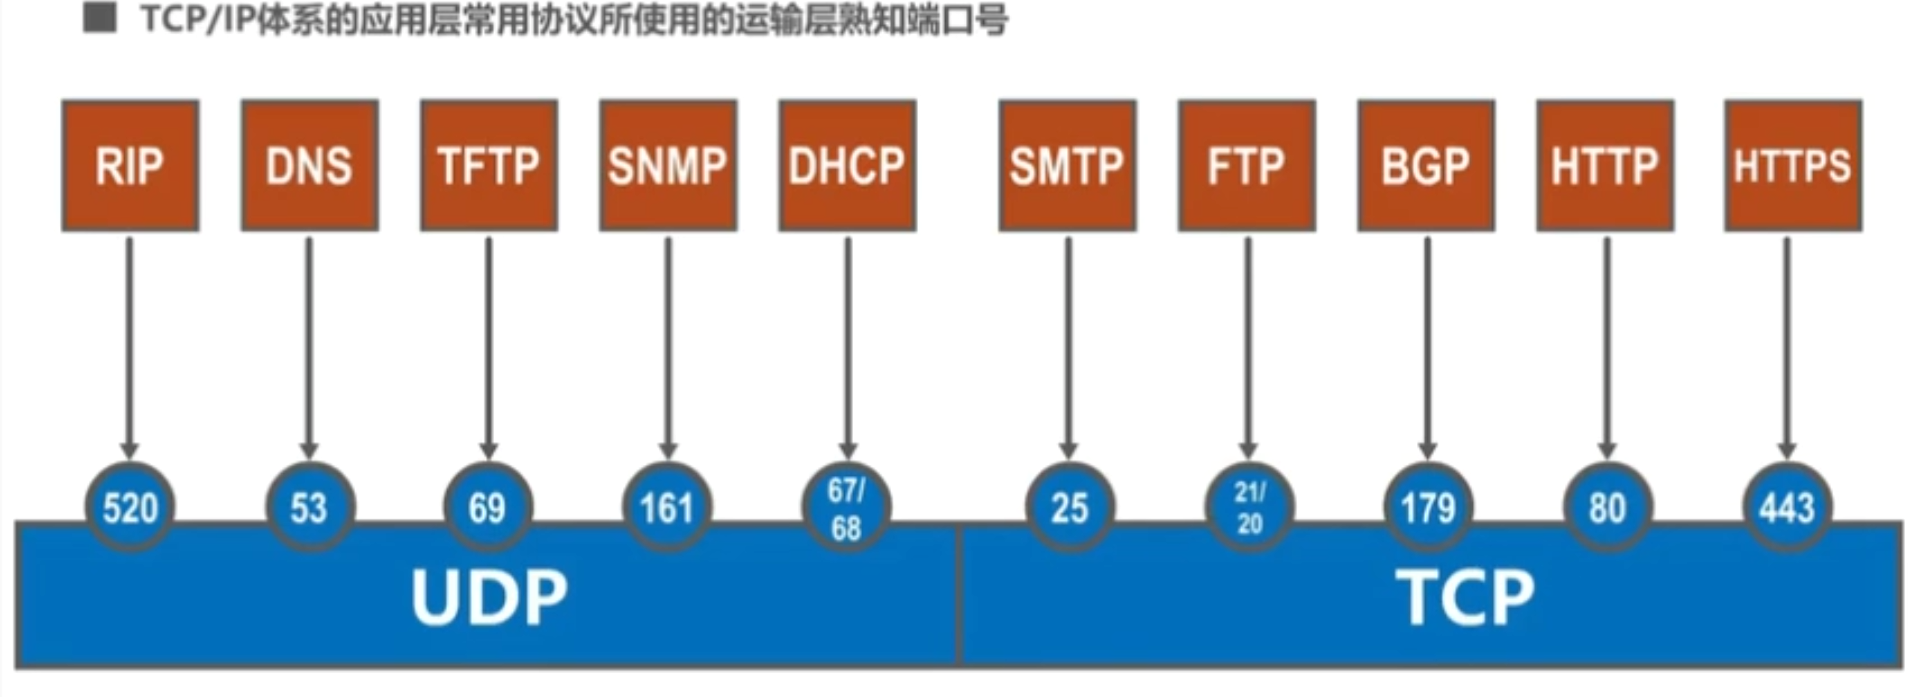 TCP/IP体系的应用层常用协议所使用的运输层熟知端口号
RIP DNS TFTP SNMP DHCP SMTP FTP BGP HTTP HTTPS
520 53 69 161 67/ 25 21/ 179 80 443
68 20
UDP TCP